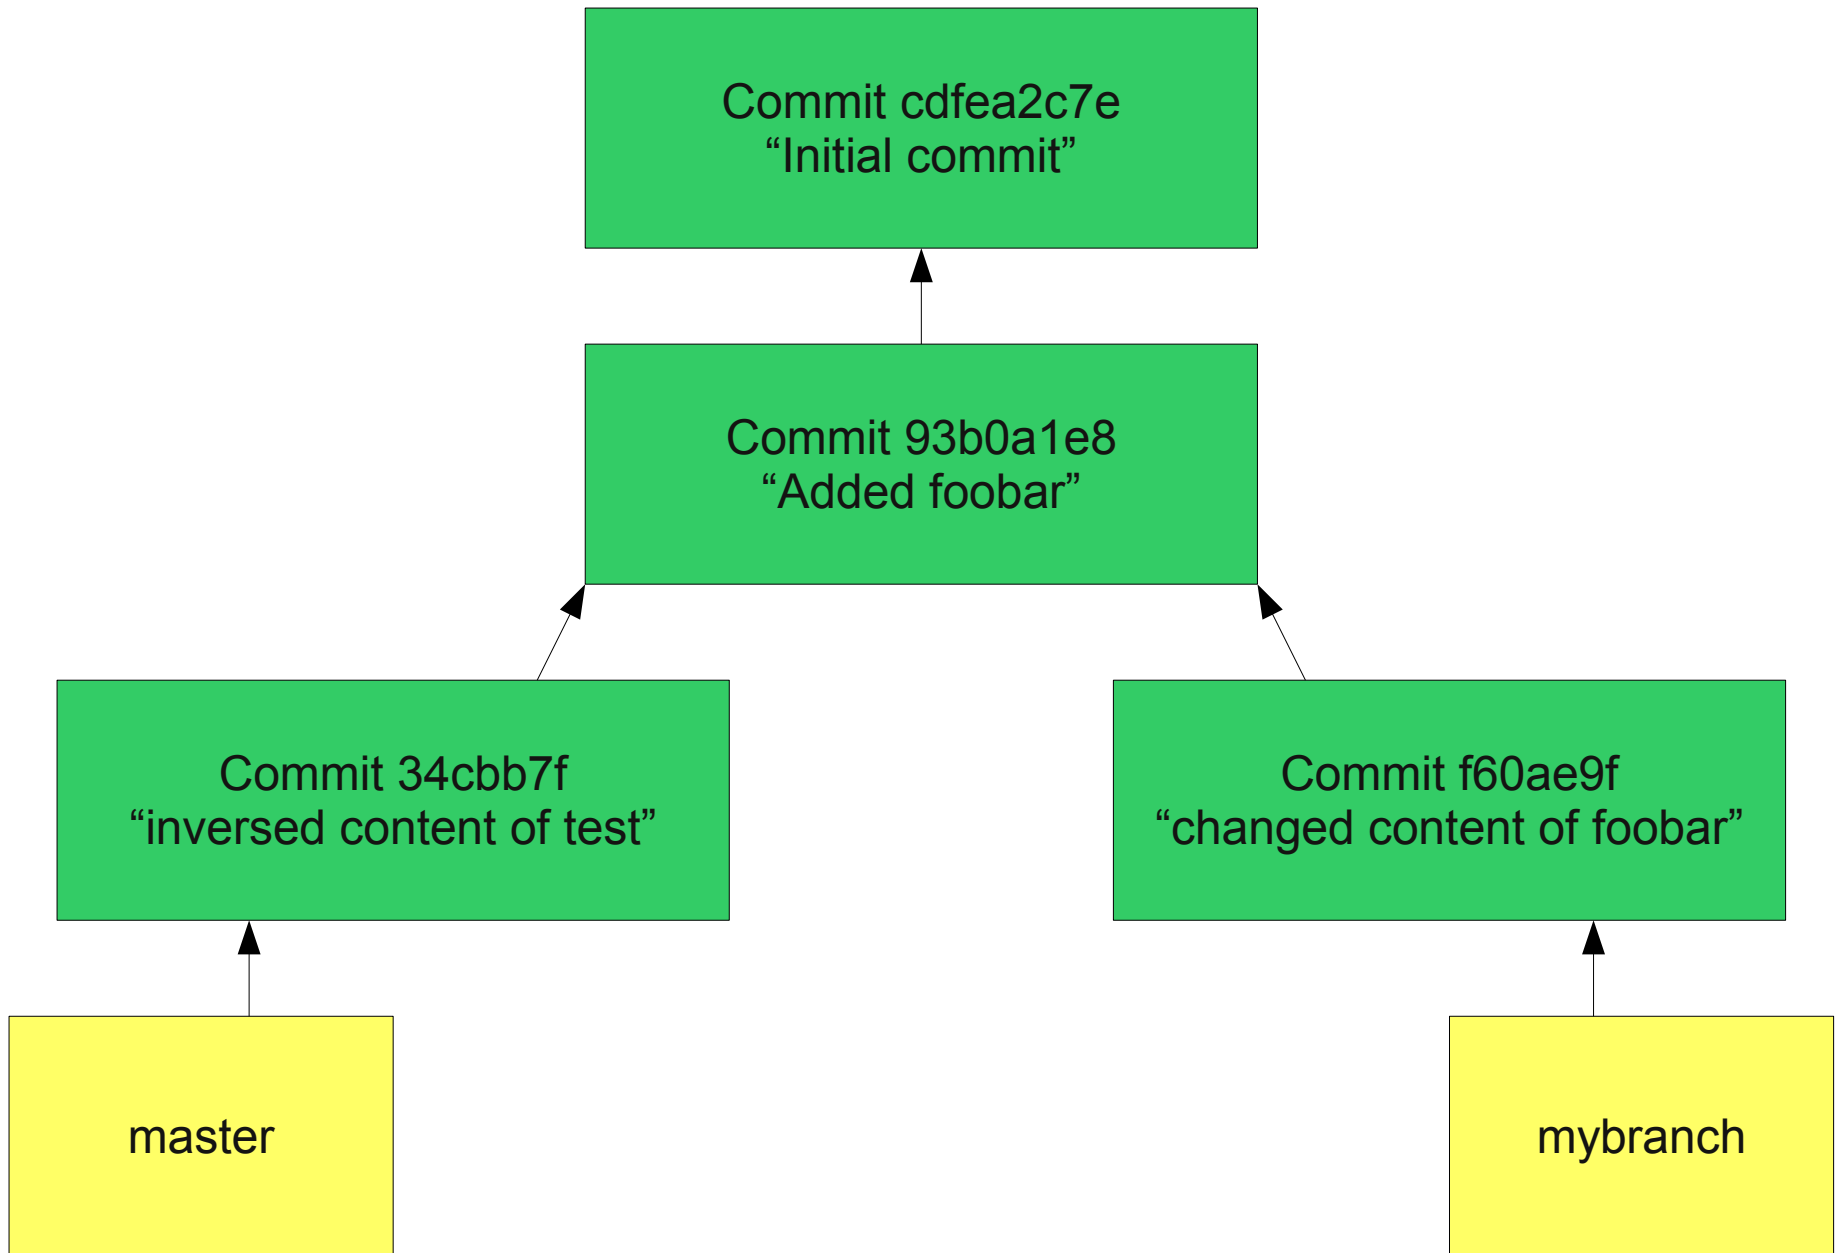 Commit cdfea2c7e
“Initial commit”
Commit 93b0a1e8
“Added foobar”
Commit 34cbb7f
“inversed content of test”
Commit f60ae9f
“changed content of foobar”
master
mybranch